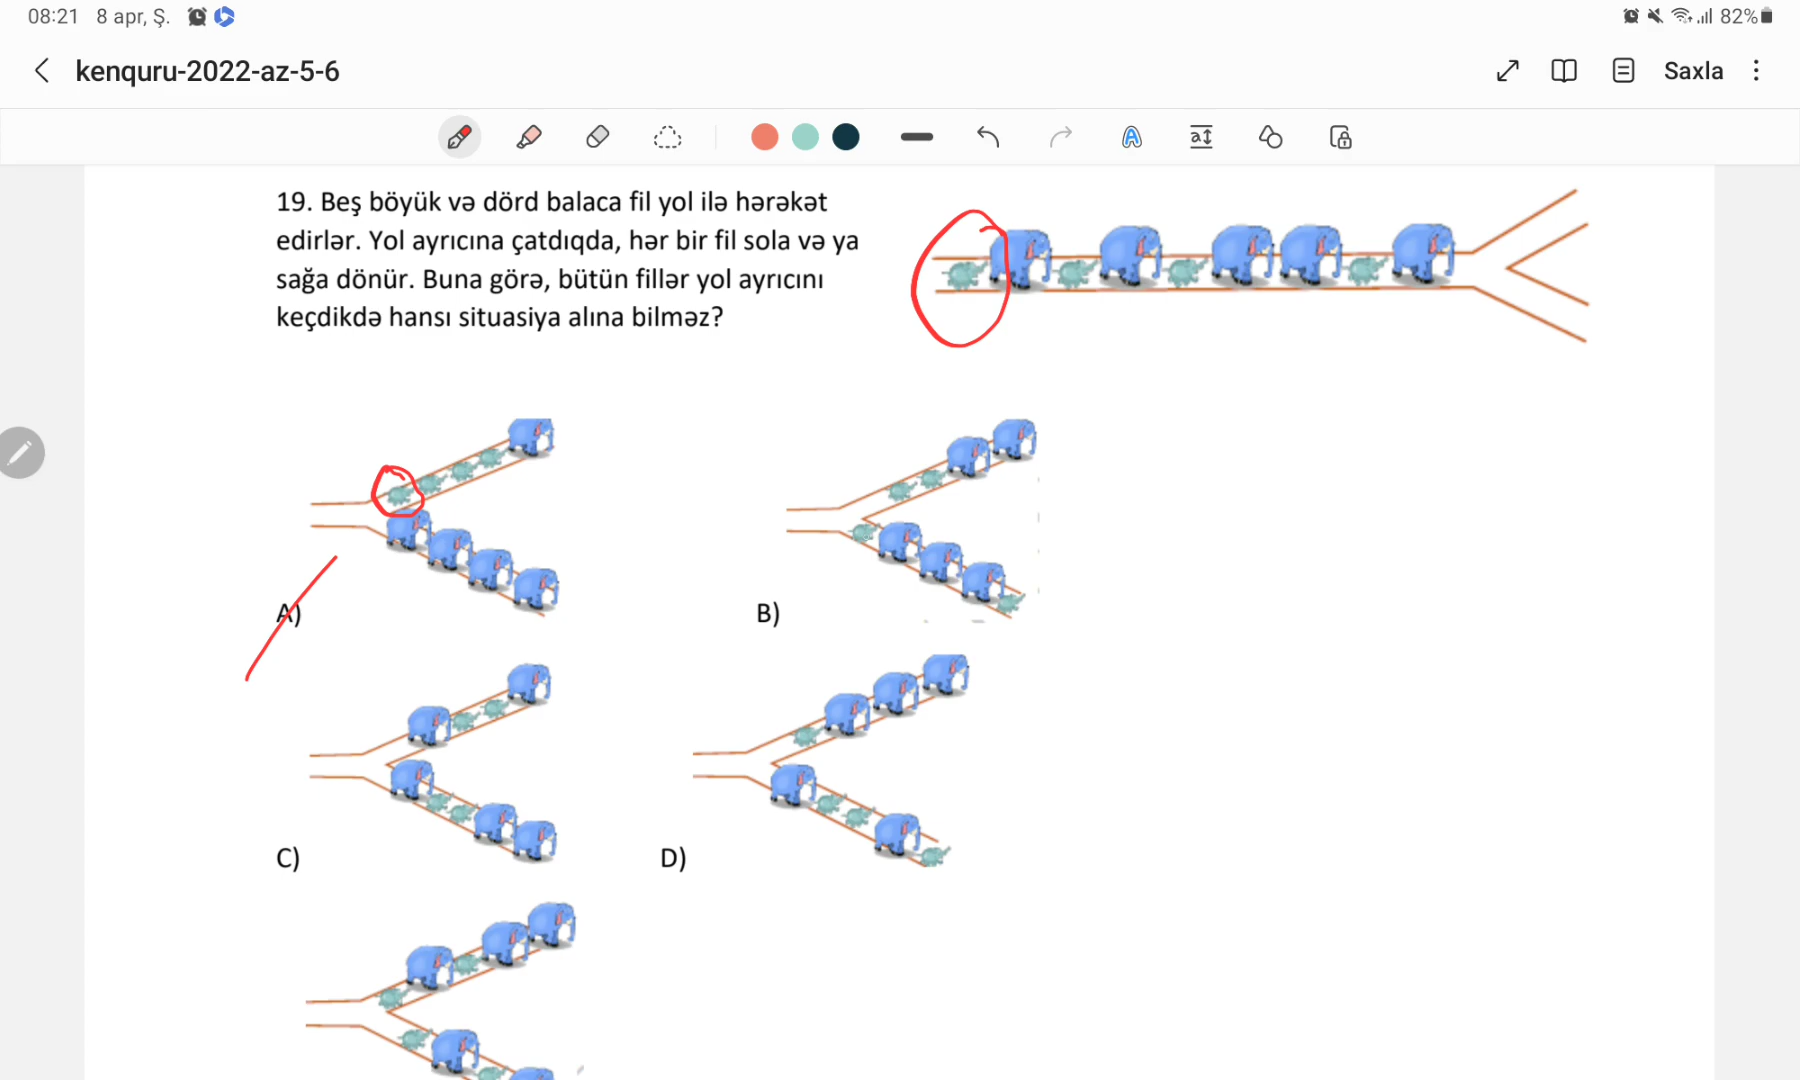 08:21 8 apr, Ş. 82%
kenquru-2022-az-5-6 Saxla
19. Beş böyük və dörd balaca fil yol ilə hərəkət
edirlər. Yol ayrıcına çatdıqda, hər bir fil sola və ya
sağa dönür. Buna görə, bütün fillər yol ayrıcını
keçdikdə hansı situasiya alına bilməz?
A) B)
C) D)